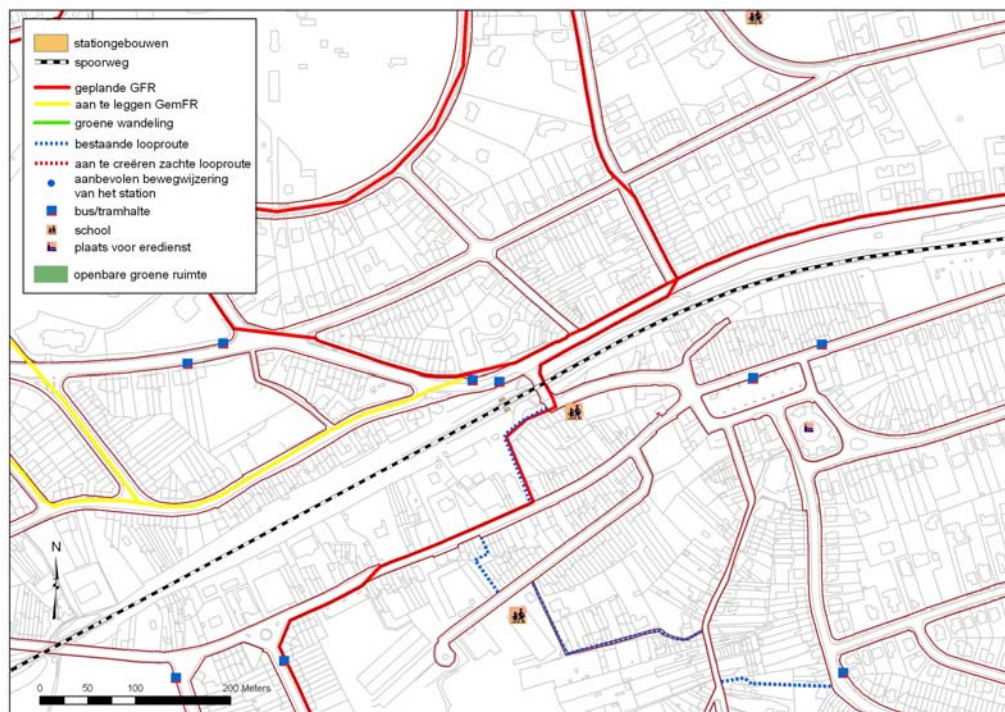 stationgebouwen
spoorweg
geplande GFR
aan te leggen GemFR
groene wandeling
bestaande looproute
aan te creëren zachte looproute
aanbevolen bewegwijzering
van het station
bus/tramhalte
school
plaats voor eredienst
openbare groene ruimte
N
0 50 100 200 Meters